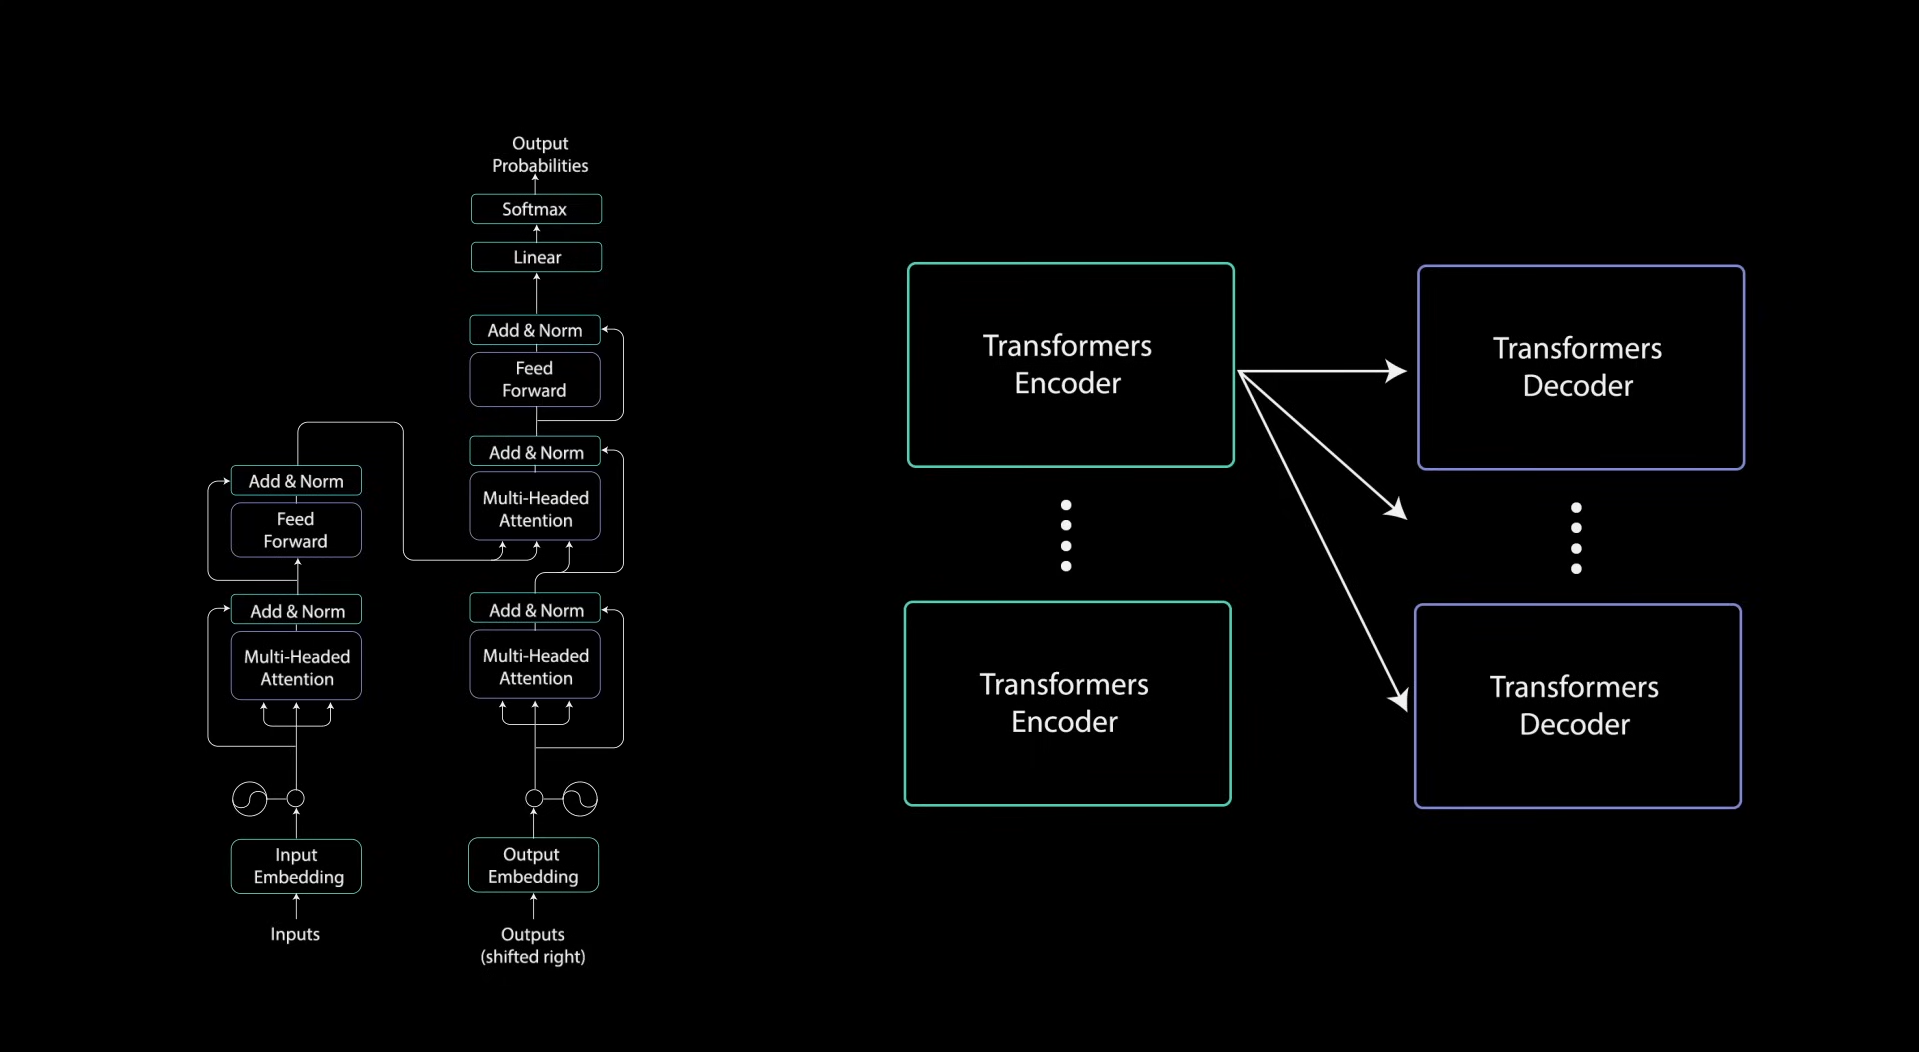 Output
Probabilities
Softmax
Linear
Add & Norm
Feed
Forward
Add & Norm
Multi-Headed
Attention
Add & Norm
Multi-Headed
Attention
Output
Embedding
Outputs
(shifted right)
Add & Norm
Feed
Forward
Add & Norm
Multi-Headed
Attention
Input
Embedding
Inputs
Transformers
Encoder
Transformers
Decoder
Transformers
Encoder
Transformers
Decoder